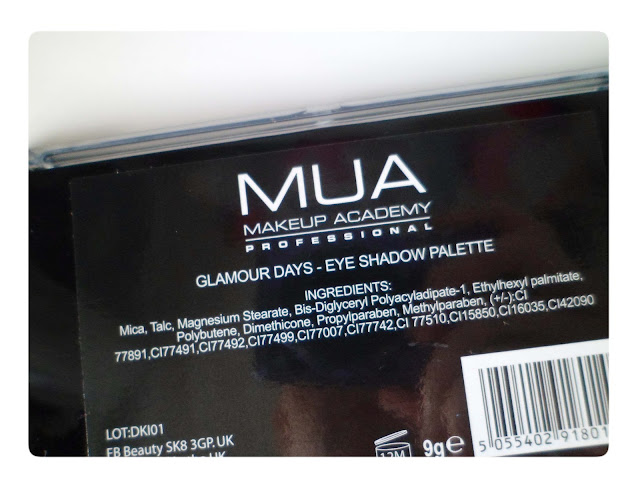 MUA
MAKEUP ACADEMY
PROFESSIONAL
GLAMOUR DAYS - EYE SHADOW PALETTE
INGREDIENTS:
Mica, Talc, Magnesium Stearate, Bis-Diglyceryl Polyacyladipate-1, Ethylhexyl palmitate,
Polybutene, Dimethicone, Propylparaben, Methylparaben, (+/-):CI
77891,CI77491,CI77492,CI77499,CI77007,CI77742,CI 77510,CI15850,CI16035,CI42090
LOT:DKI01
FB Beauty SK8 3GP. UK
12M
9g℮
5 055402 91801